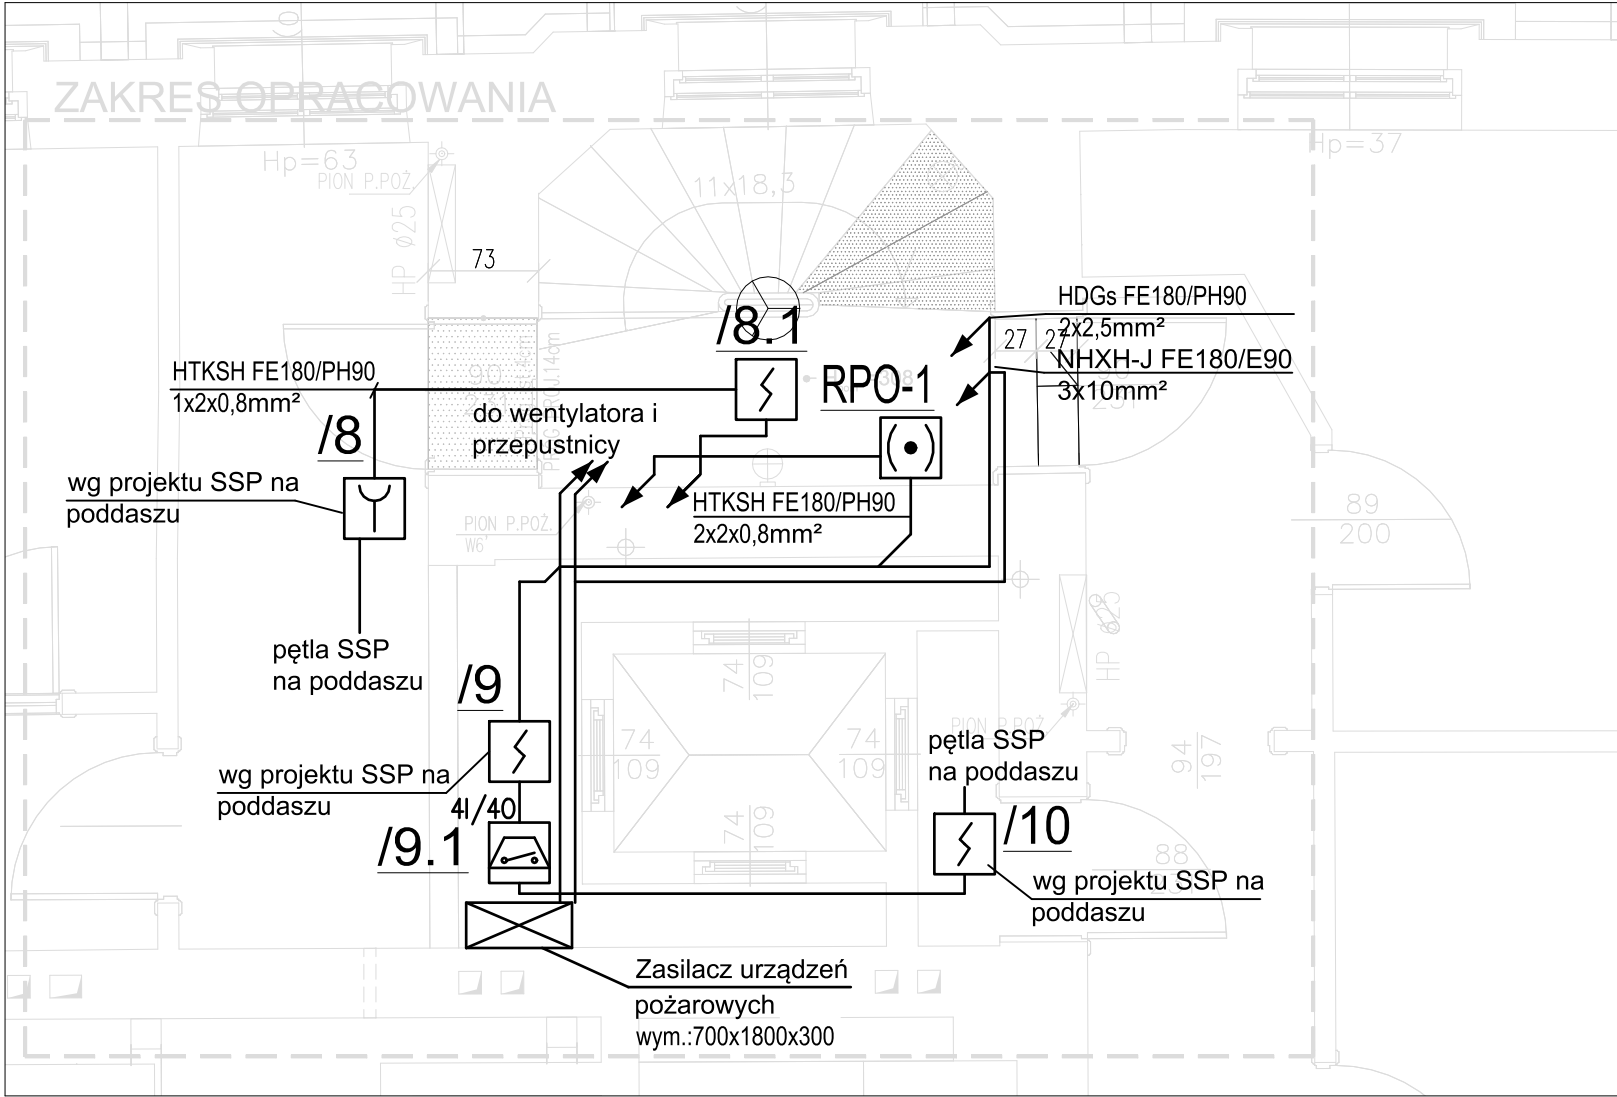 ZAKRES OPRACOWANIA
Hp=63
PION P.POŻ.
HP ø25
73
11x18,3
Hp=37
/8.1
HDGs FE180/PH90
2x2,5mm²
27
27
NHXH-J FE180/E90
3x10mm²
HTKSH FE180/PH90
1x2x0,8mm²
90
RPO-1
do wentylatora i
przepustnicy
/8
wg projektu SSP na
poddaszu
HTKSH FE180/PH90
2x2x0,8mm²
PION P.POŻ.
W6'
89
200
pętla SSP
na poddaszu
/9
74
109
PION P.POŻ
pętla SSP
na poddaszu
74
109
74
109
94
197
wg projektu SSP na
poddaszu
4I/40
/9.1
74
109
/10
88
wg projektu SSP na
poddaszu
Zasilacz urządzeń
pożarowych
wym.:700x1800x300